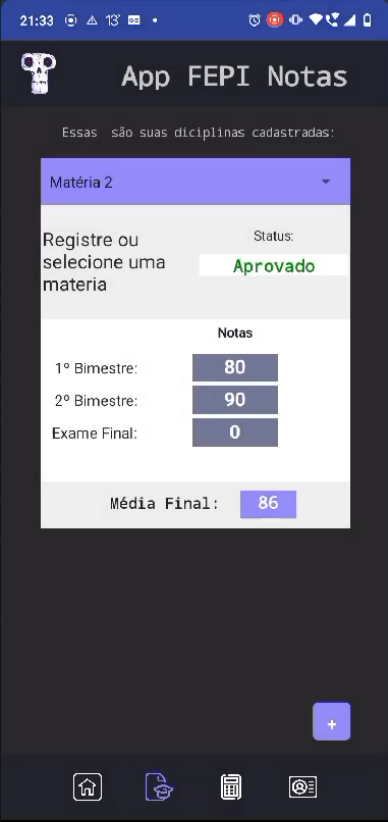 21:33 13°
App FEPI Notas
Essas são suas diciplinas cadastradas:
Matéria 2
Registre ou
selecione uma
materia
Status:
Aprovado
Notas
1º Bimestre: 80
2º Bimestre: 90
Exame Final: 0
Média Final: 86
+